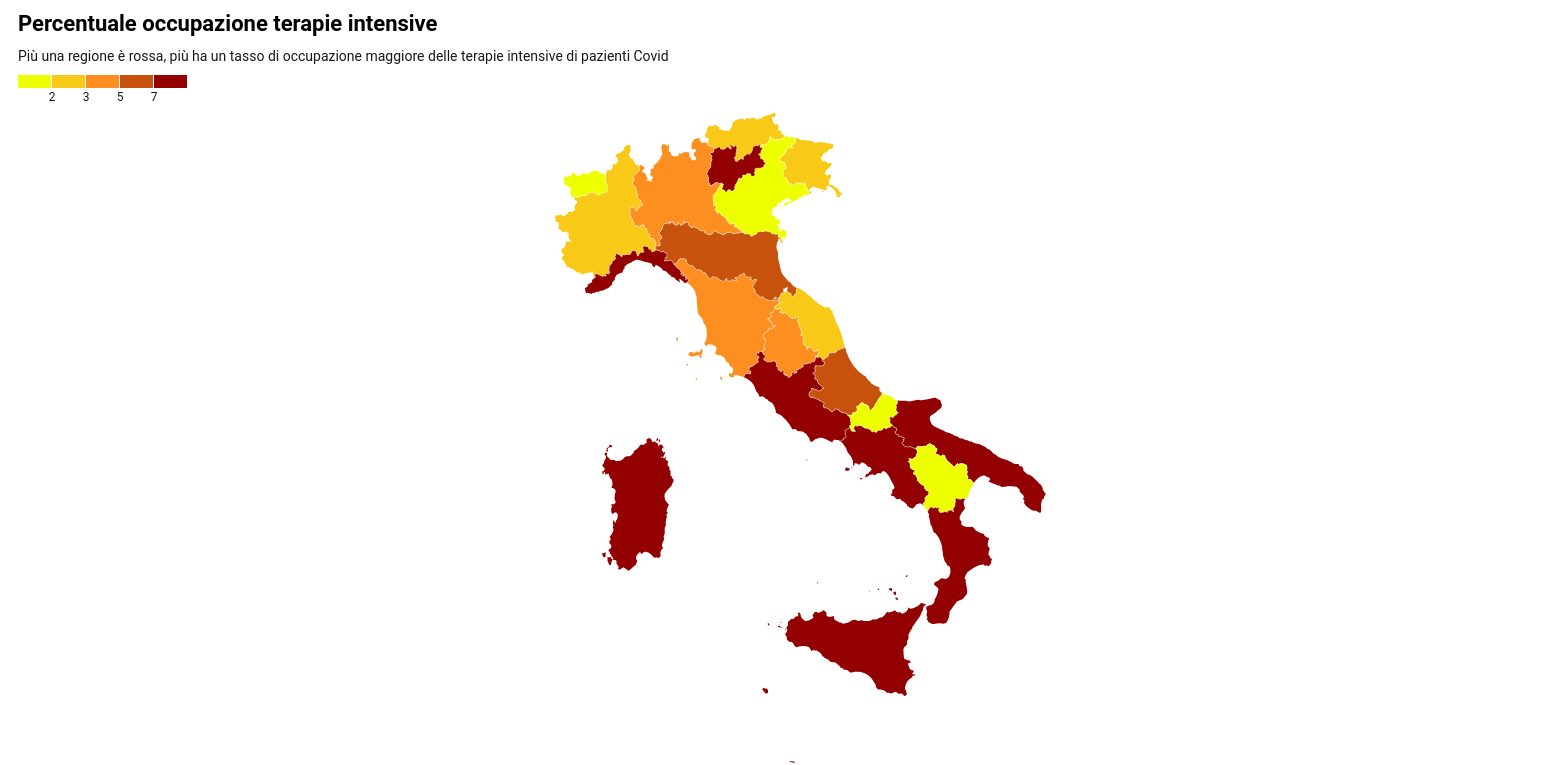 Percentuale occupazione terapie intensive
Più una regione è rossa, più ha un tasso di occupazione maggiore delle terapie intensive di pazienti Covid
2 3 5 7